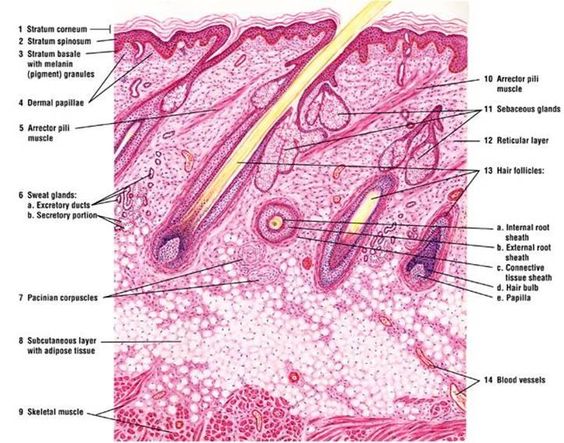 1 Stratum corneum
2 Stratum spinosum
3 Stratum basale
with melanin
(pigment) granules
4 Dermal papillae
5 Arrector pili
muscle
6 Sweat glands:
a. Excretory ducts
b. Secretory portion
7 Pacinian corpuscles
8 Subcutaneous layer
with adipose tissue
9 Skeletal muscle
10 Arrector pili
muscle
11 Sebaceous glands
12 Reticular layer
13 Hair follicles:
a. Internal root
sheath
b. External root
sheath
c. Connective
tissue sheath
d. Hair bulb
e. Papilla
14 Blood vessels